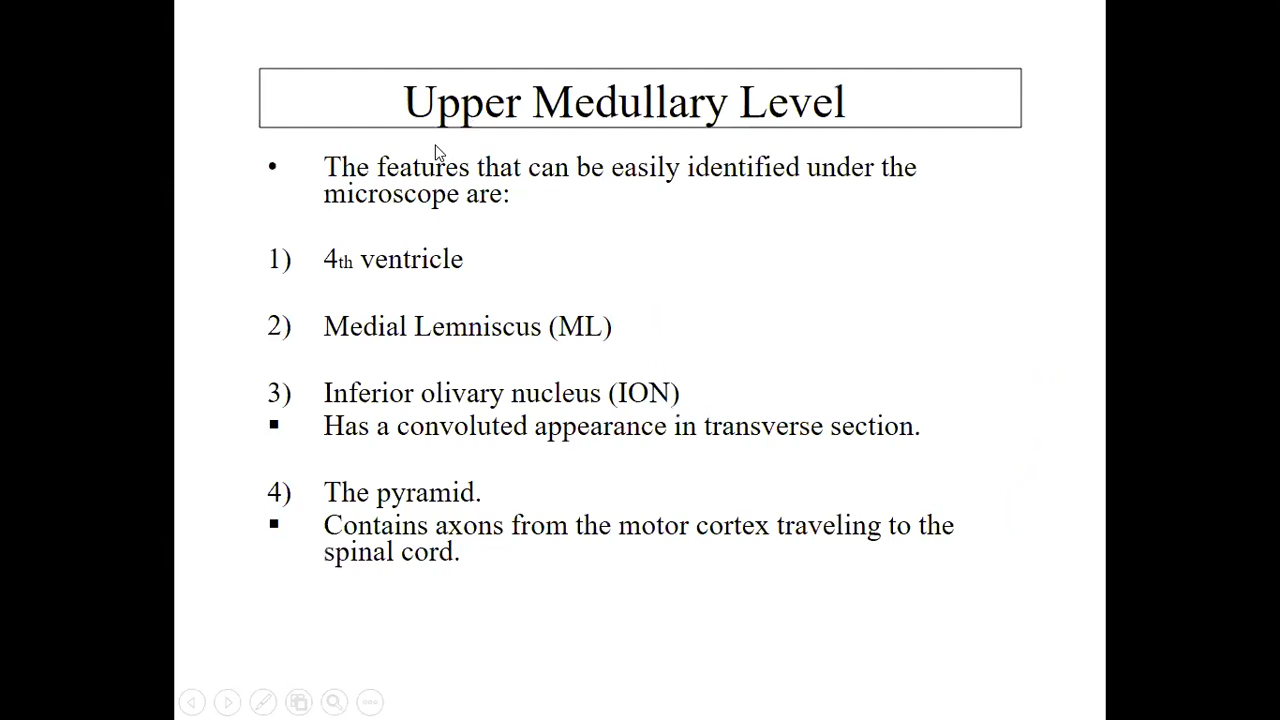 Upper Medullary Level
• The features that can be easily identified under the
microscope are:
1) 4th ventricle
2) Medial Lemniscus (ML)
3) Inferior olivary nucleus (ION)
▪ Has a convoluted appearance in transverse section.
4) The pyramid.
▪ Contains axons from the motor cortex traveling to the
spinal cord.